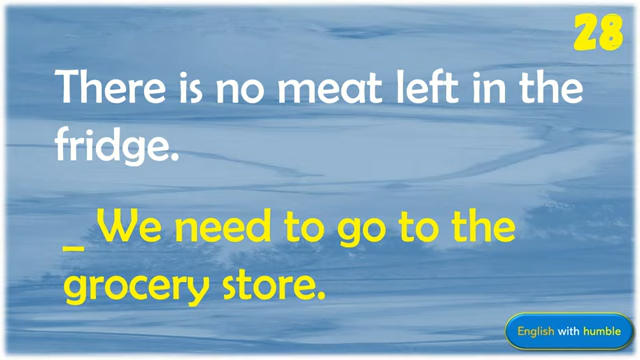 28
There is no meat left in the
fridge.
_ We need to go to the
grocery store.
English with humble